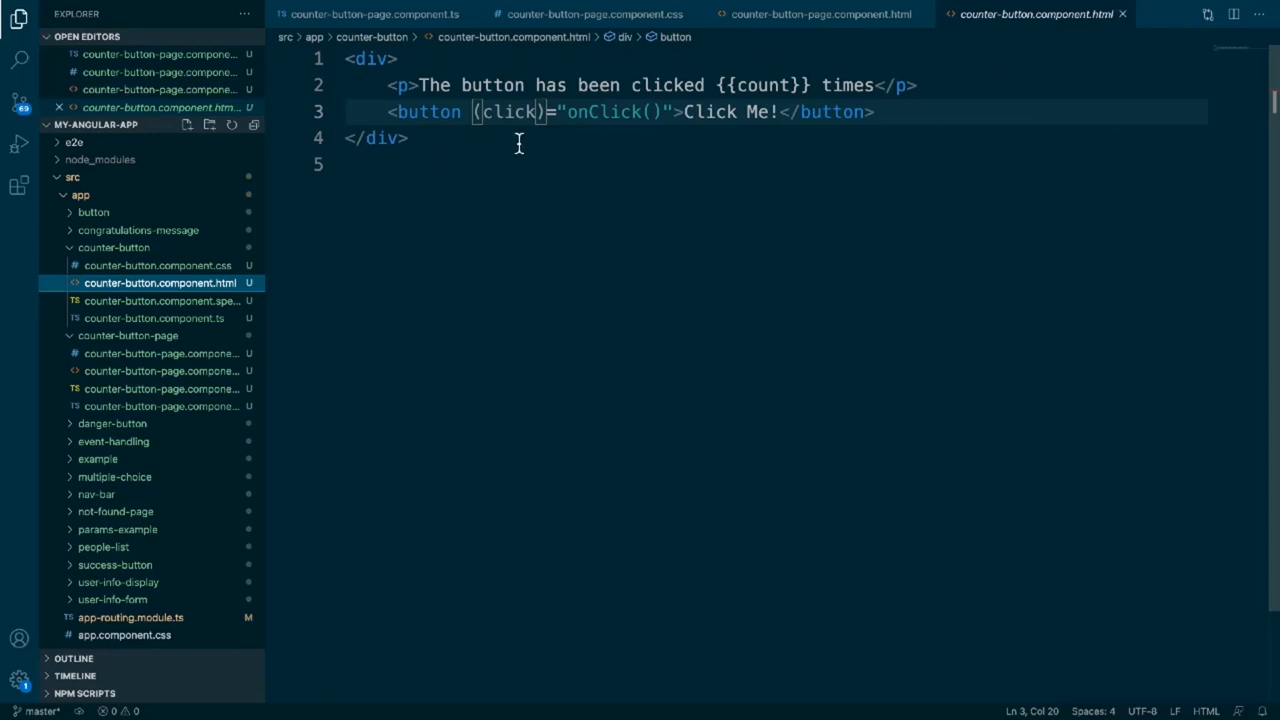 EXPLORER
OPEN EDITORS
counter-button-page.compone...
counter-button-page.compone...
counter-button-page.compone...
counter-button.component.htm...
MY-ANGULAR-APP
e2e
node_modules
src
app
button
congratulations-message
counter-button
counter-button.component.css U
counter-button.component.html U
counter-button.component.spe... U
counter-button.component.ts U
counter-button-page
counter-button-page.compone... U
counter-button-page.compone... U
counter-button-page.compone... U
counter-button-page.compone... U
danger-button
event-handling
example
multiple-choice
nav-bar
not-found-page
params-example
people-list
success-button
user-info-display
user-info-form
TS app-routing.module.ts M
# app.component.css
OUTLINE
TIMELINE
NPM SCRIPTS
69
1
TS counter-button-page.component.ts # counter-button-page.component.css <> counter-button-page.component.html <> counter-button.component.html
src > app > counter-button > <> counter-button.component.html > div > button
1 <div>
2 <p>The button has been clicked {{count}} times</p>
3 <button (click)="onClick()">Click Me!</button>
4 </div>
5
master* 0 0 Ln 3, Col 20 Spaces: 4 UTF-8 LF HTML